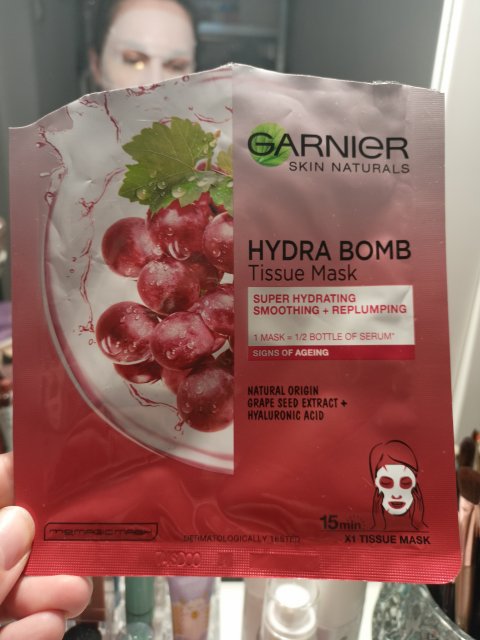 GARNIER
SKIN NATURALS
HYDRA BOMB
Tissue Mask
SUPER HYDRATING
SMOOTHING + REPLUMPING
1 MASK = 1/2 BOTTLE OF SERUM*
SIGNS OF AGEING
NATURAL ORIGIN
GRAPE SEED EXTRACT +
HYALURONIC ACID
15min
DERMATOLOGICALLY TESTED
X1 TISSUE MASK